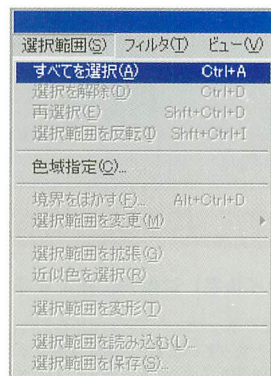 選択範囲(S) フィルタ(T) ビュー(V)
すべてを選択(A) Ctrl+A
選択を解除(D) Ctrl+D
再選択(E) Shft+Ctrl+D
選択範囲を反転(I) Shft+Ctrl+I
色域指定(C)...
境界をぼかす(F)... Alt+Ctrl+D
選択範囲を変更(M)
選択範囲を拡張(G)
近似色を選択(R)
選択範囲を変形(T)
選択範囲を読み込む(L)...
選択範囲を保存(S)...